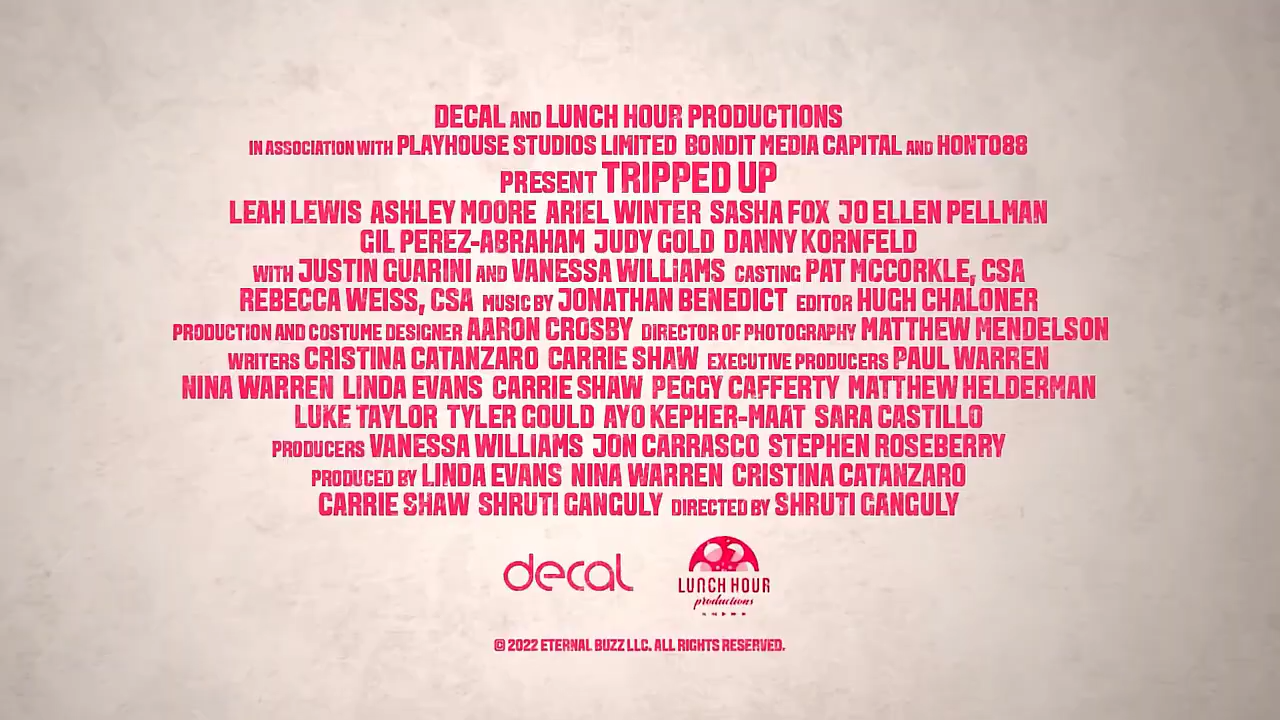 DECAL AND LUNCH HOUR PRODUCTIONS
IN ASSOCIATION WITH PLAYHOUSE STUDIOS LIMITED BONDIT MEDIA CAPITAL AND HONTO88
PRESENT TRIPPED UP
LEAH LEWIS ASHLEY MOORE ARIEL WINTER SASHA FOX JO ELLEN PELLMAN
GIL PEREZ-ABRAHAM JUDY GOLD DANNY KORNFELD
WITH JUSTIN GUARINI AND VANESSA WILLIAMS CASTING PAT MCCORKLE, CSA
REBECCA WEISS, CSA MUSIC BY JONATHAN BENEDICT EDITOR HUGH CHALONER
PRODUCTION AND COSTUME DESIGNER AARON CROSBY DIRECTOR OF PHOTOGRAPHY MATTHEW MENDELSON
WRITERS CRISTINA CATANZARO CARRIE SHAW EXECUTIVE PRODUCERS PAUL WARREN
NINA WARREN LINDA EVANS CARRIE SHAW PEGGY CAFFERTY MATTHEW HELDERMAN
LUKE TAYLOR TYLER GOULD AYO KEPHER-MAAT SARA CASTILLO
PRODUCERS VANESSA WILLIAMS JON CARRASCO STEPHEN ROSEBERRY
PRODUCED BY LINDA EVANS NINA WARREN CRISTINA CATANZARO
CARRIE SHAW SHRUTI GANGULY DIRECTED BY SHRUTI GANGULY
decal
LUNCH HOUR
productions
© 2022 ETERNAL BUZZ LLC. ALL RIGHTS RESERVED.